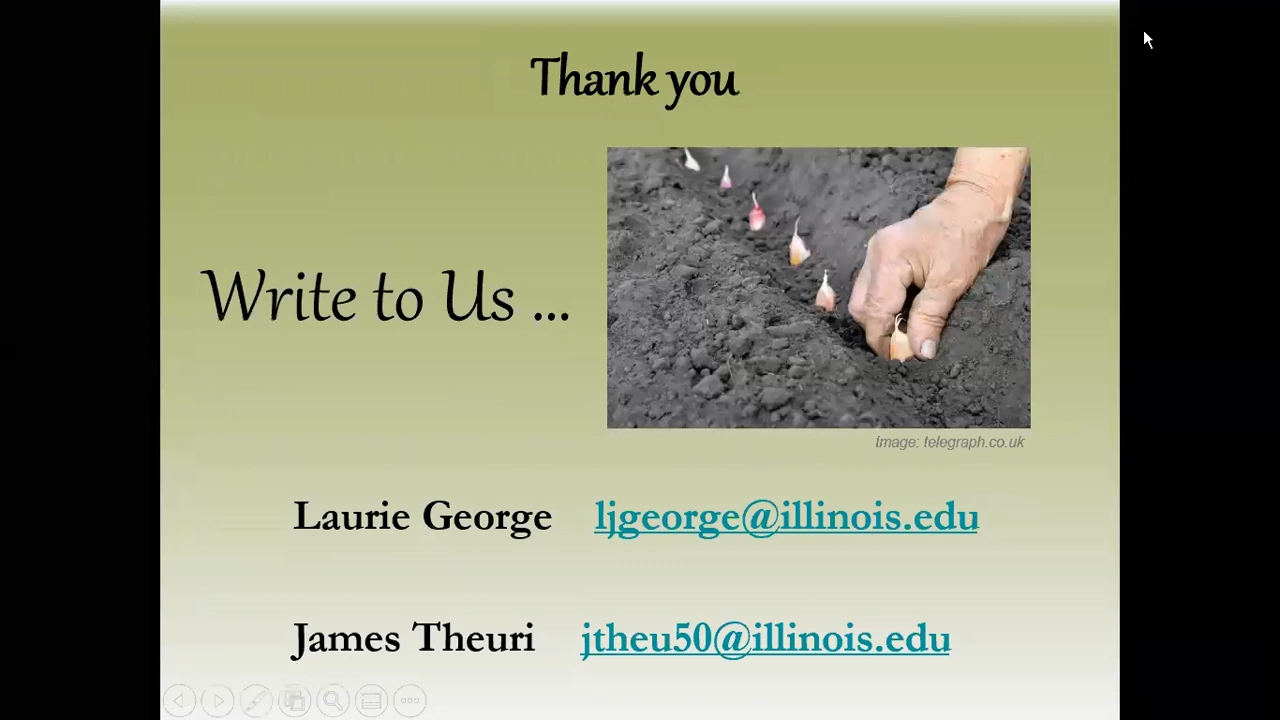 Thank you
Write to Us ...
Image: telegraph.co.uk
Laurie George ljgeorge@illinois.edu
James Theuri jtheu50@illinois.edu